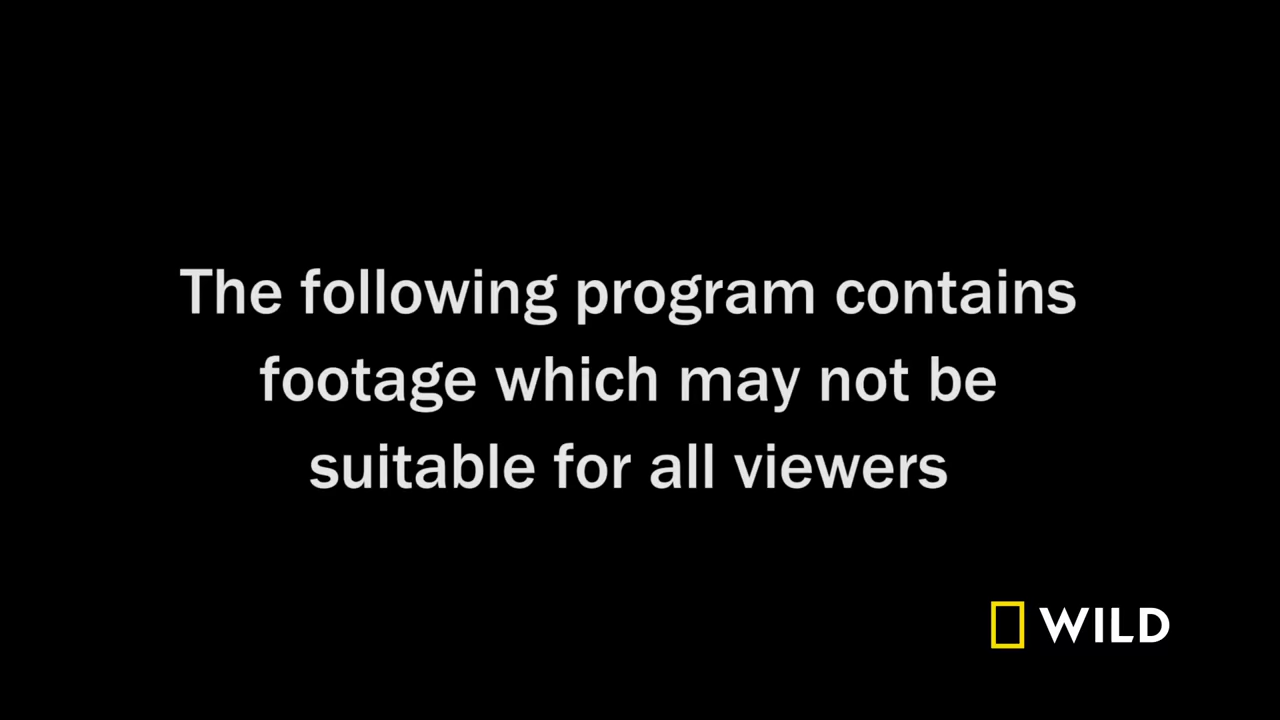 The following program contains
footage which may not be
suitable for all viewers
WILD